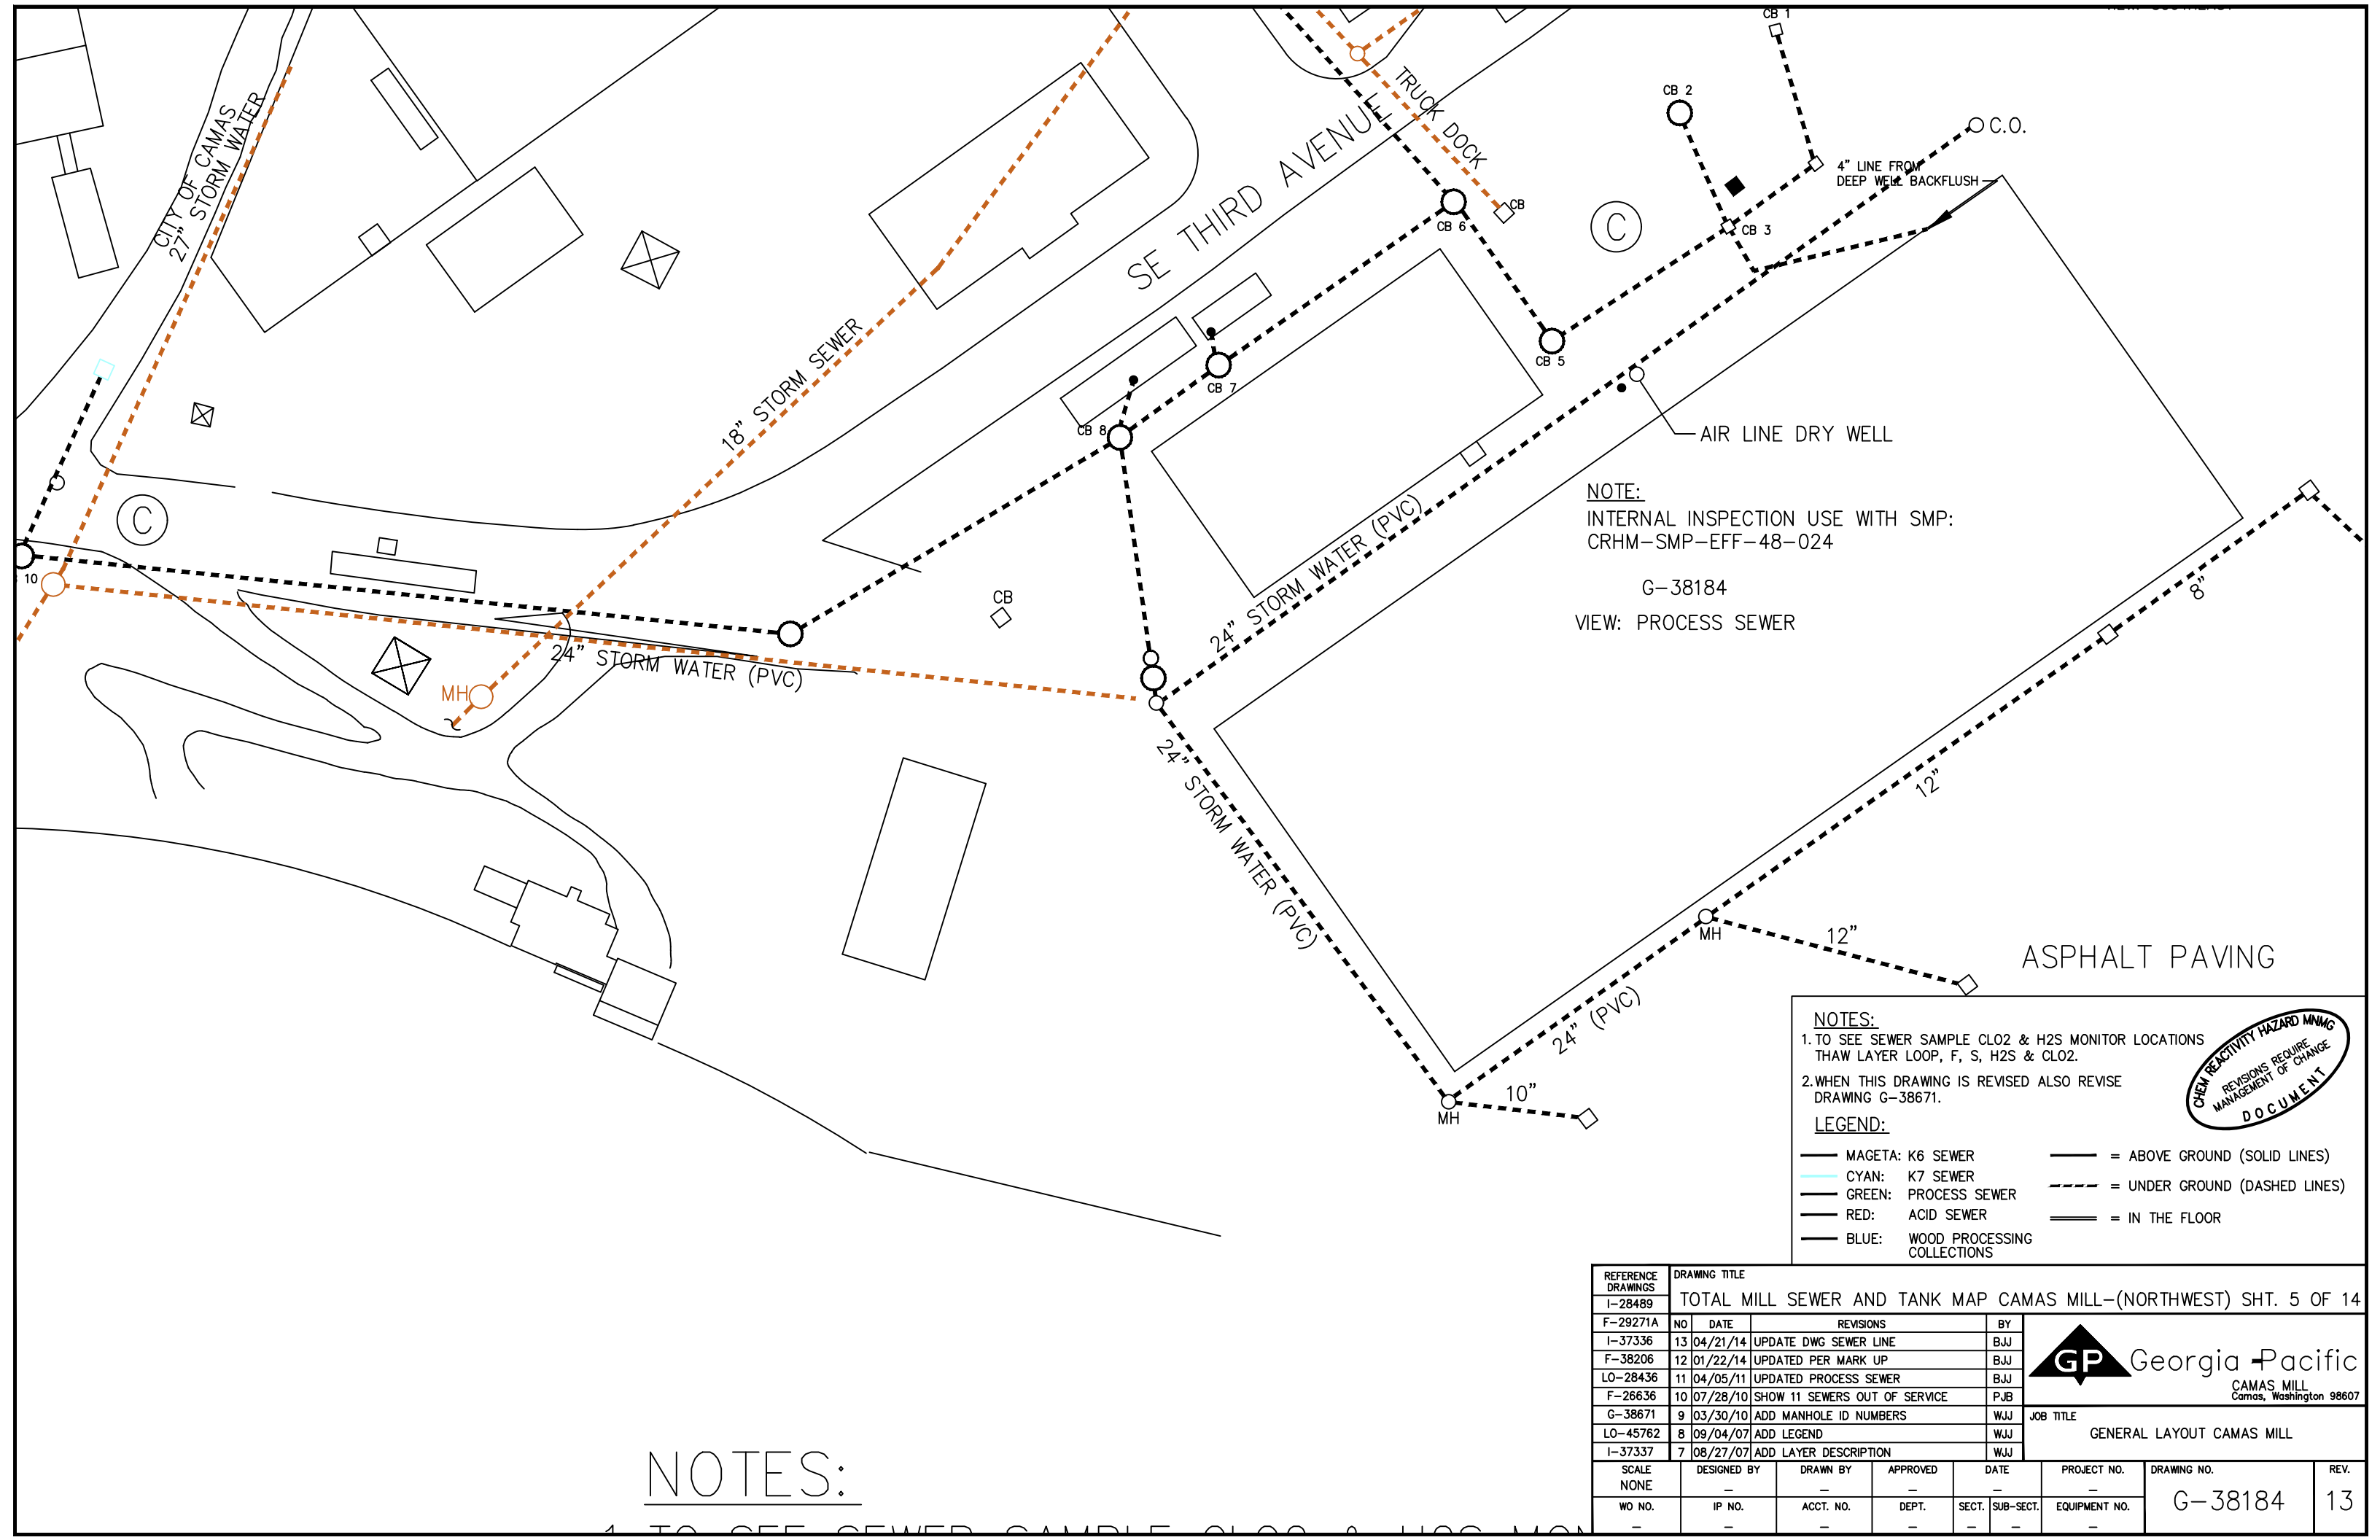 CB 1
CB 2
C.O.
TRUCK DOCK
CITY OF CAMAS
27" STORM WATER
4" LINE FROM
DEEP WELL BACKFLUSH
CB
CB 6
C
CB 3
SE THIRD AVENUE
18" STORM SEWER
CB 5
CB 7
CB 8
AIR LINE DRY WELL
NOTE:
INTERNAL INSPECTION USE WITH SMP:
CRHM-SMP-EFF-48-024
G-38184
VIEW: PROCESS SEWER
C
10
CB
24" STORM WATER (PVC)
8"
24" STORM WATER (PVC)
MH
24" STORM WATER (PVC)
12"
MH
12"
ASPHALT PAVING
24" (PVC)
10"
MH
NOTES:
1. TO SEE SEWER SAMPLE CLO2 & H2S MONITOR LOCATIONS
THAW LAYER LOOP, F, S, H2S & CLO2.
2. WHEN THIS DRAWING IS REVISED ALSO REVISE
DRAWING G-38671.
CHEM REACTIVITY HAZARD MNMG
REVISIONS REQUIRE
MANAGEMENT OF CHANGE
DOCUMENT
LEGEND:
MAGETA: K6 SEWER
CYAN: K7 SEWER
GREEN: PROCESS SEWER
RED: ACID SEWER
BLUE: WOOD PROCESSING
COLLECTIONS
= ABOVE GROUND (SOLID LINES)
= UNDER GROUND (DASHED LINES)
= IN THE FLOOR
REFERENCE
DRAWINGS
I-28489
F-29271A
I-37336
F-38206
LO-28436
F-26636
G-38671
LO-45762
I-37337
DRAWING TITLE
TOTAL MILL SEWER AND TANK MAP CAMAS MILL-(NORTHWEST) SHT. 5 OF 14
NO DATE REVISIONS BY
13 04/21/14 UPDATE DWG SEWER LINE BJJ
12 01/22/14 UPDATED PER MARK UP BJJ
11 04/05/11 UPDATED PROCESS SEWER BJJ
10 07/28/10 SHOW 11 SEWERS OUT OF SERVICE PJB
9 03/30/10 ADD MANHOLE ID NUMBERS WJJ
8 09/04/07 ADD LEGEND WJJ
7 08/27/07 ADD LAYER DESCRIPTION WJJ
GP Georgia-Pacific
CAMAS MILL
Camas, Washington 98607
JOB TITLE
GENERAL LAYOUT CAMAS MILL
SCALE DESIGNED BY DRAWN BY APPROVED DATE PROJECT NO. DRAWING NO. REV.
NONE - - - - - G-38184 13
WO NO. IP NO. ACCT. NO. DEPT. SECT. SUB-SECT. EQUIPMENT NO.
- - - - - - -
NOTES:
1. TO SEE SEWER SAMPLE CLO2 & H2S MON